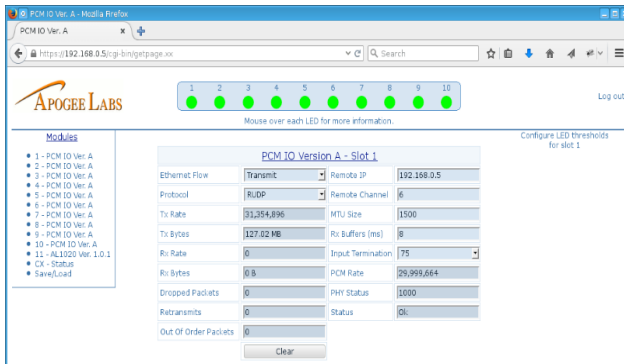 PCM IO Ver. A - Mozilla Firefox
PCM IO Ver. A
https://192.168.0.5/cgi-bin/getpage.xx
Search
APOGEE LABS
1 2 3 4 5 6 7 8 9 10
Mouse over each LED for more information.
Log out
Modules
1 - PCM IO Ver. A
2 - PCM IO Ver. A
3 - PCM IO Ver. A
4 - PCM IO Ver. A
5 - PCM IO Ver. A
6 - PCM IO Ver. A
7 - PCM IO Ver. A
8 - PCM IO Ver. A
9 - PCM IO Ver. A
10 - PCM IO Ver. A
11 - AL1020 Ver. 1.0.1
CX - Status
Save/Load
Configure LED thresholds
for slot 1
PCM IO Version A - Slot 1
Ethernet Flow Transmit Remote IP 192.168.0.5
Protocol RUDP Remote Channel 6
Tx Rate 31,354,896 MTU Size 1500
Tx Bytes 127.02 MB Rx Buffers (ms) 8
Rx Rate 0 Input Termination 75
Rx Bytes 0 B PCM Rate 29,999,664
Dropped Packets 0 PHY Status 1000
Retransmits 0 Status Ok
Out Of Order Packets 0
Clear